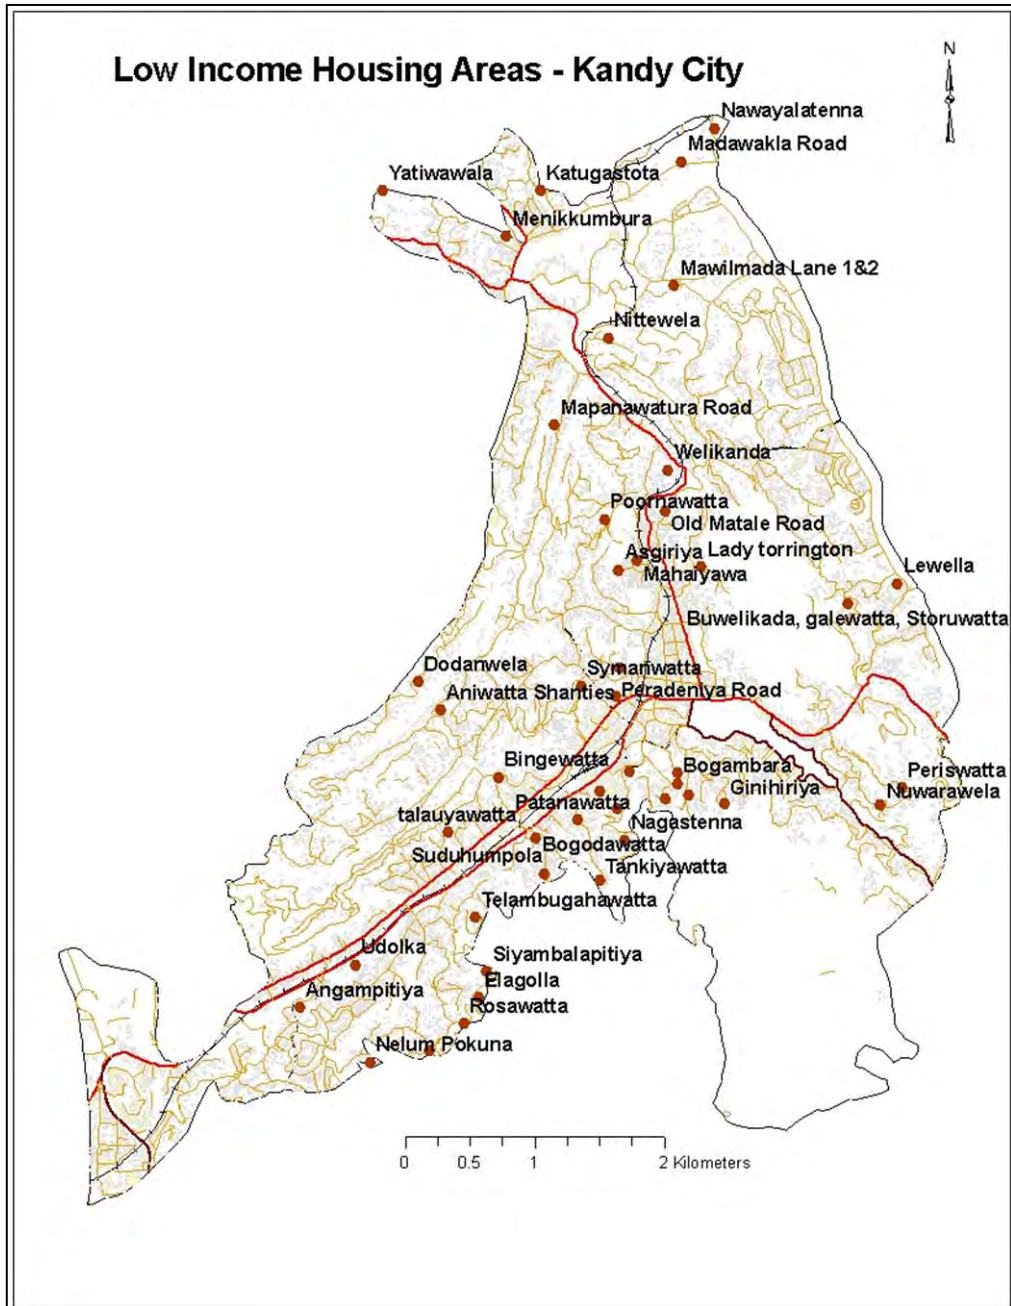 N
Low Income Housing Areas - Kandy City
Nawayalatenna
Madawakla Road
Yatiwawala
Katugastota
Menikkumbura
Mawilmada Lane 1&2
Nittewela
Mapanawatura Road
Welikanda
Poornawatta
Old Matale Road
Asgiriya
Lady torrington
Mahaiyawa
Lewella
Buwelikada, galewatta, Storuwatta
Dodanwela
Symanwatta
Aniwatta Shanties
Peradeniya Road
Bingewatta
Bogambara
Periswatta
Ginihiriya
Nuwarawela
talauyawatta
Patanawatta
Nagastenna
Suduhumpola
Bogodawatta
Tankiyawatta
Telambugahawatta
Udolka
Siyambalapitiya
Elagolla
Angampitiya
Rosawatta
Nelum Pokuna
0 0.5 1 2 Kilometers